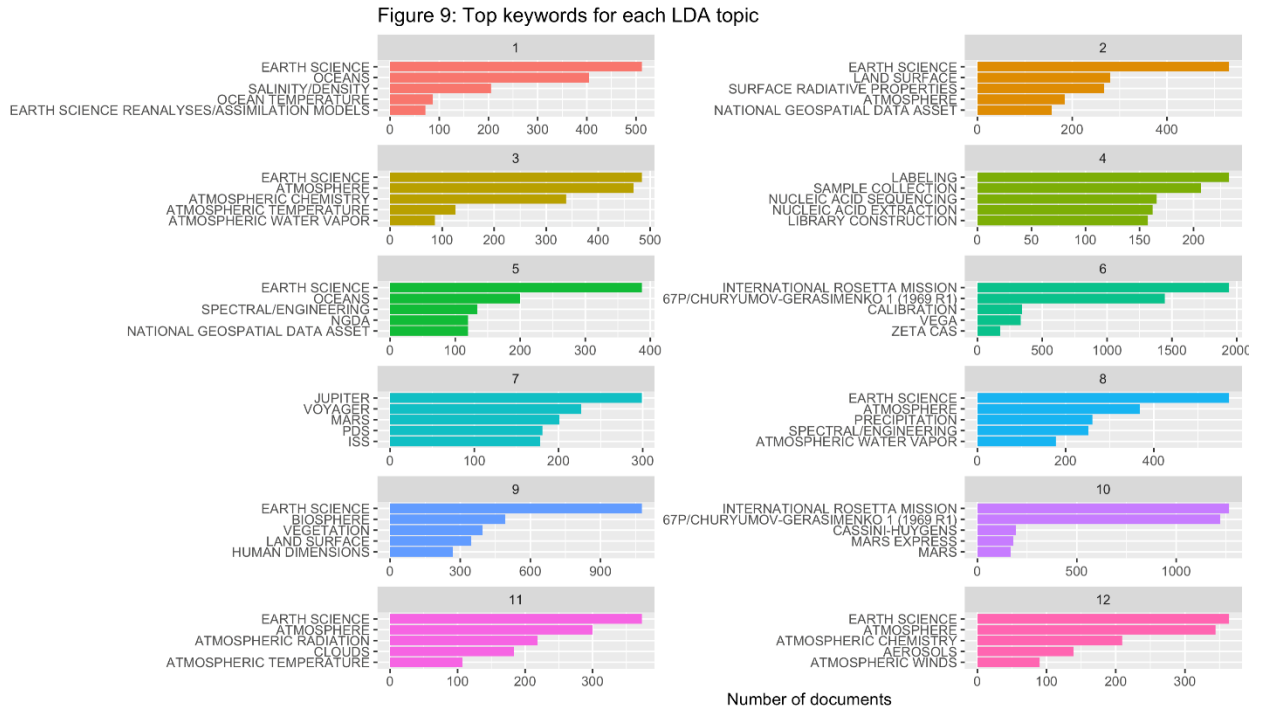 Figure 9: Top keywords for each LDA topic
1
EARTH SCIENCE
OCEANS
SALINITY/DENSITY
OCEAN TEMPERATURE
EARTH SCIENCE REANALYSES/ASSIMILATION MODELS
0 100 200 300 400 500
2
EARTH SCIENCE
LAND SURFACE
SURFACE RADIATIVE PROPERTIES
ATMOSPHERE
NATIONAL GEOSPATIAL DATA ASSET
0 200 400
3
EARTH SCIENCE
ATMOSPHERE
ATMOSPHERIC CHEMISTRY
ATMOSPHERIC TEMPERATURE
ATMOSPHERIC WATER VAPOR
0 100 200 300 400 500
4
LABELING
SAMPLE COLLECTION
NUCLEIC ACID SEQUENCING
NUCLEIC ACID EXTRACTION
LIBRARY CONSTRUCTION
0 50 100 150 200
5
EARTH SCIENCE
OCEANS
SPECTRAL/ENGINEERING
NGDA
NATIONAL GEOSPATIAL DATA ASSET
0 100 200 300 400
6
INTERNATIONAL ROSETTA MISSION
67P/CHURYUMOV-GERASIMENKO 1 (1969 R1)
CALIBRATION
VEGA
ZETA CAS
0 500 1000 1500 2000
7
JUPITER
VOYAGER
MARS
PDS
ISS
0 100 200 300
8
EARTH SCIENCE
ATMOSPHERE
PRECIPITATION
SPECTRAL/ENGINEERING
ATMOSPHERIC WATER VAPOR
0 200 400
9
EARTH SCIENCE
BIOSPHERE
VEGETATION
LAND SURFACE
HUMAN DIMENSIONS
0 300 600 900
10
INTERNATIONAL ROSETTA MISSION
67P/CHURYUMOV-GERASIMENKO 1 (1969 R1)
CASSINI-HUYGENS
MARS EXPRESS
MARS
0 500 1000
11
EARTH SCIENCE
ATMOSPHERE
ATMOSPHERIC RADIATION
CLOUDS
ATMOSPHERIC TEMPERATURE
0 100 200 300
12
EARTH SCIENCE
ATMOSPHERE
ATMOSPHERIC CHEMISTRY
AEROSOLS
ATMOSPHERIC WINDS
0 100 200 300
Number of documents